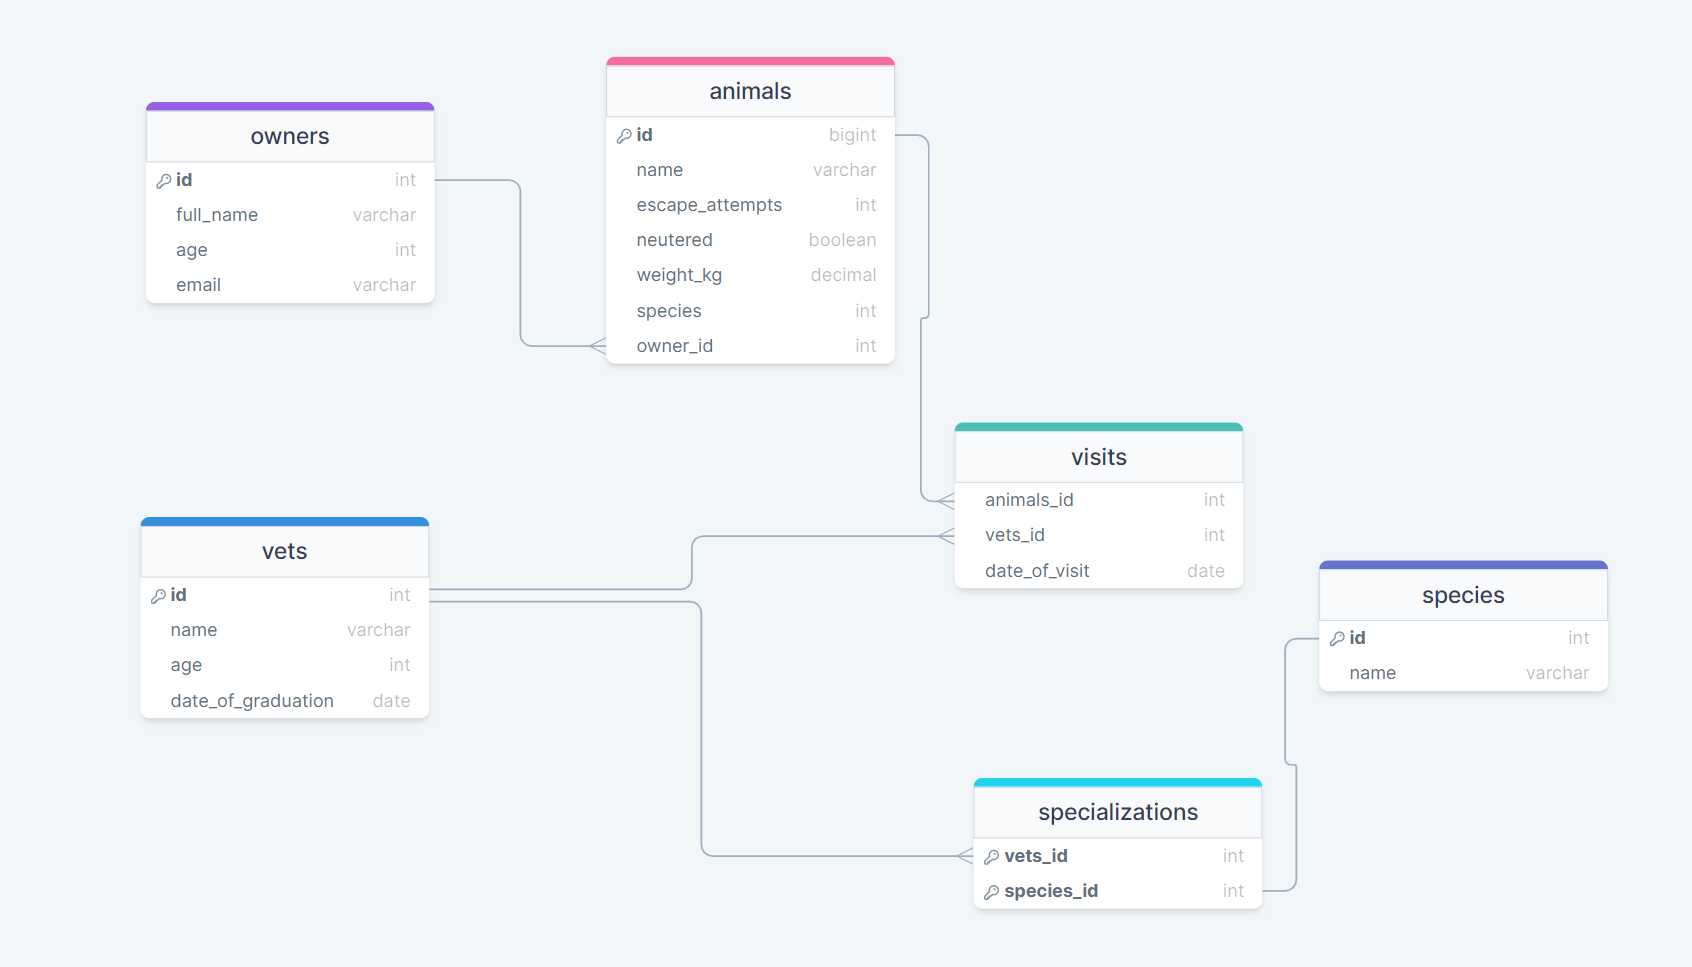 owners
id int
full_name varchar
age int
email varchar
animals
id bigint
name varchar
escape_attempts int
neutered boolean
weight_kg decimal
species int
owner_id int
visits
animals_id int
vets_id int
date_of_visit date
vets
id int
name varchar
age int
date_of_graduation date
species
id int
name varchar
specializations
vets_id int
species_id int